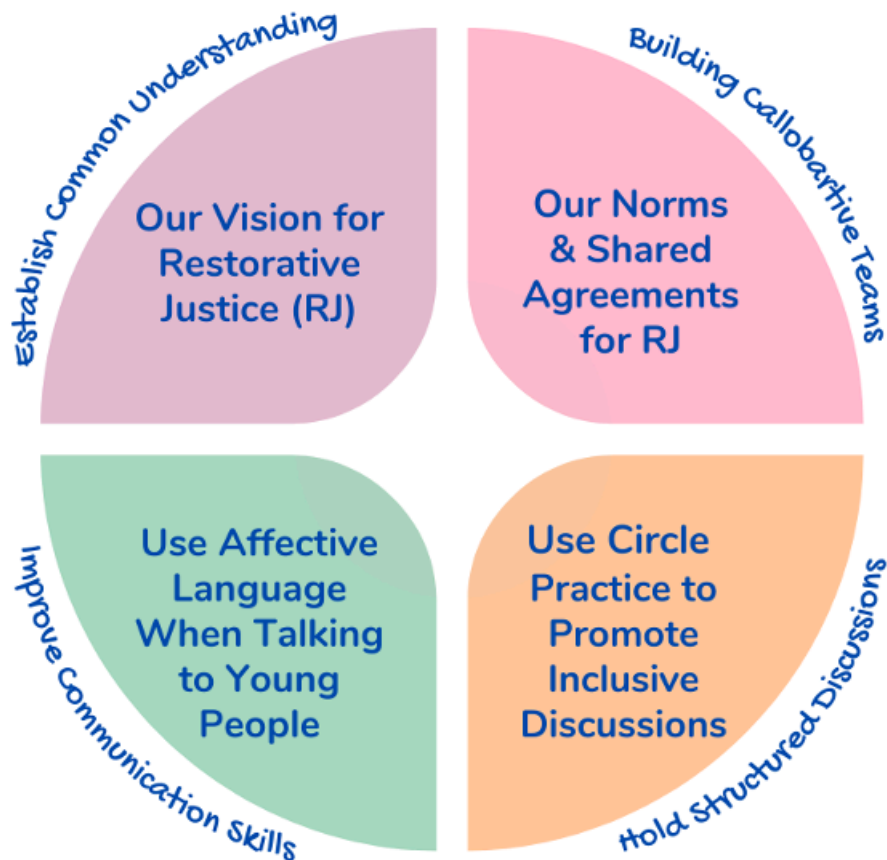 Establish Common Understanding
Our Vision for
Restorative
Justice (RJ)
Building Callobartive Teams
Our Norms
& Shared
Agreements
for RJ
Improve Communication Skills
Use Affective
Language
When Talking
to Young
People
Hold Structured Discussions
Use Circle
Practice to
Promote
Inclusive
Discussions